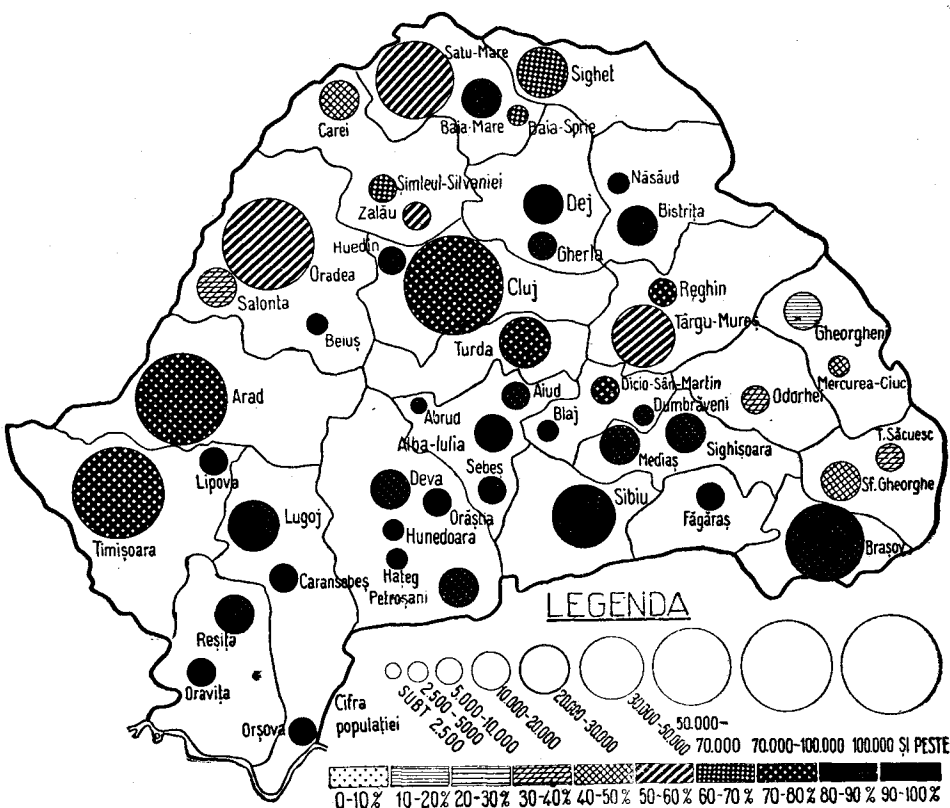 Satu-Mare
Sighet
Carei
Baia-Mare
Baia-Sprie
Șimleul-Silvaniei
Zalău
Năsăud
Dej
Bistrița
Huedin
Gherla
Oradea
Cluj
Salonta
Reghin
Gheorgheni
Beiuș
Turda
Târgu-Mureș
Mercurea-Ciuc
Arad
Abrud
Aiud
Dicio-Sân-Martin
Odorhei
Blaj
Dumbrăveni
Alba-Iulia
Sighișoara
T. Săcuesc
Lipova
Sebeș
Mediaș
Sf. Gheorghe
Deva
Timișoara
Lugoj
Orăștia
Sibiu
Făgăraș
Hunedoara
Brașov
Caransebeș
Hațeg
Petroșani
Reșița
Oravița
Orșova
LEGENDA
Cifra
populației
SUBT 2.500
2.500-5000
5.000-10.000
10.000-20.000
20.000-30.000
30.000-50.000
50.000-
70.000
70.000-100.000
100.000 ȘI PESTE
0-10% 10-20% 20-30% 30-40% 40-50% 50-60% 60-70% 70-80% 80-90% 90-100%